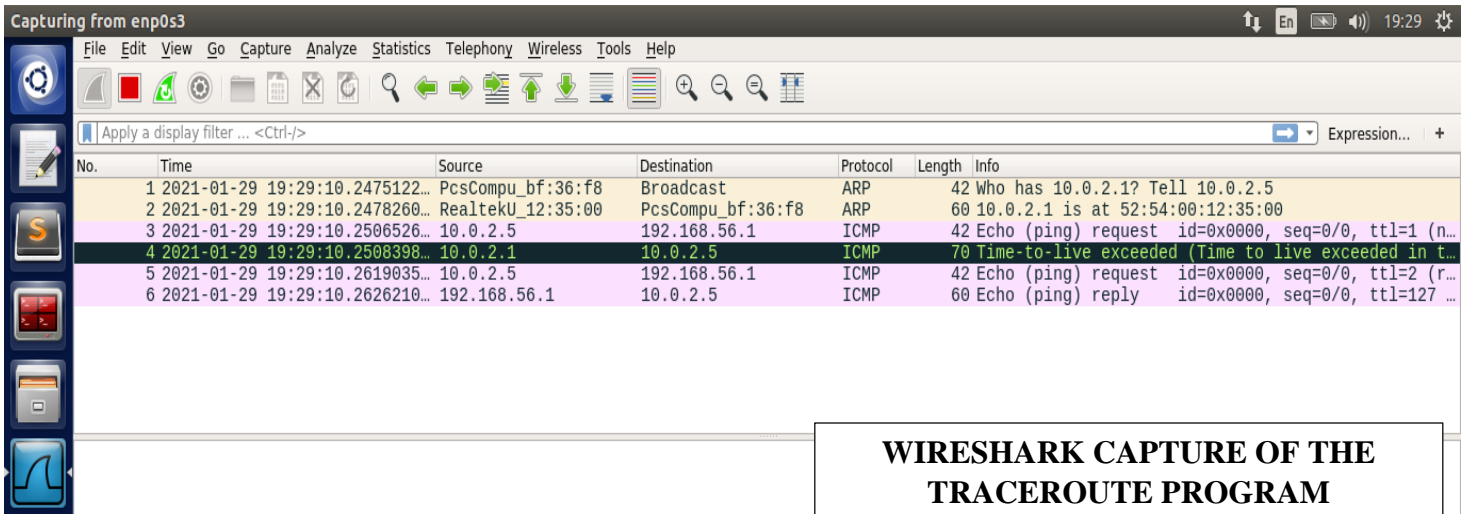 Capturing from enp0s3 En 19:29
File Edit View Go Capture Analyze Statistics Telephony Wireless Tools Help
Apply a display filter ... <Ctrl-/> Expression... +
No. Time Source Destination Protocol Length Info
1 2021-01-29 19:29:10.2475122… PcsCompu_bf:36:f8 Broadcast ARP 42 Who has 10.0.2.1? Tell 10.0.2.5
2 2021-01-29 19:29:10.2478260… RealtekU_12:35:00 PcsCompu_bf:36:f8 ARP 60 10.0.2.1 is at 52:54:00:12:35:00
3 2021-01-29 19:29:10.2506526… 10.0.2.5 192.168.56.1 ICMP 42 Echo (ping) request id=0x0000, seq=0/0, ttl=1 (n…
4 2021-01-29 19:29:10.2508398… 10.0.2.1 10.0.2.5 ICMP 70 Time-to-live exceeded (Time to live exceeded in t…
5 2021-01-29 19:29:10.2619035… 10.0.2.5 192.168.56.1 ICMP 42 Echo (ping) request id=0x0000, seq=0/0, ttl=2 (r…
6 2021-01-29 19:29:10.2626210… 192.168.56.1 10.0.2.5 ICMP 60 Echo (ping) reply id=0x0000, seq=0/0, ttl=127 …
WIRESHARK CAPTURE OF THE
TRACEROUTE PROGRAM